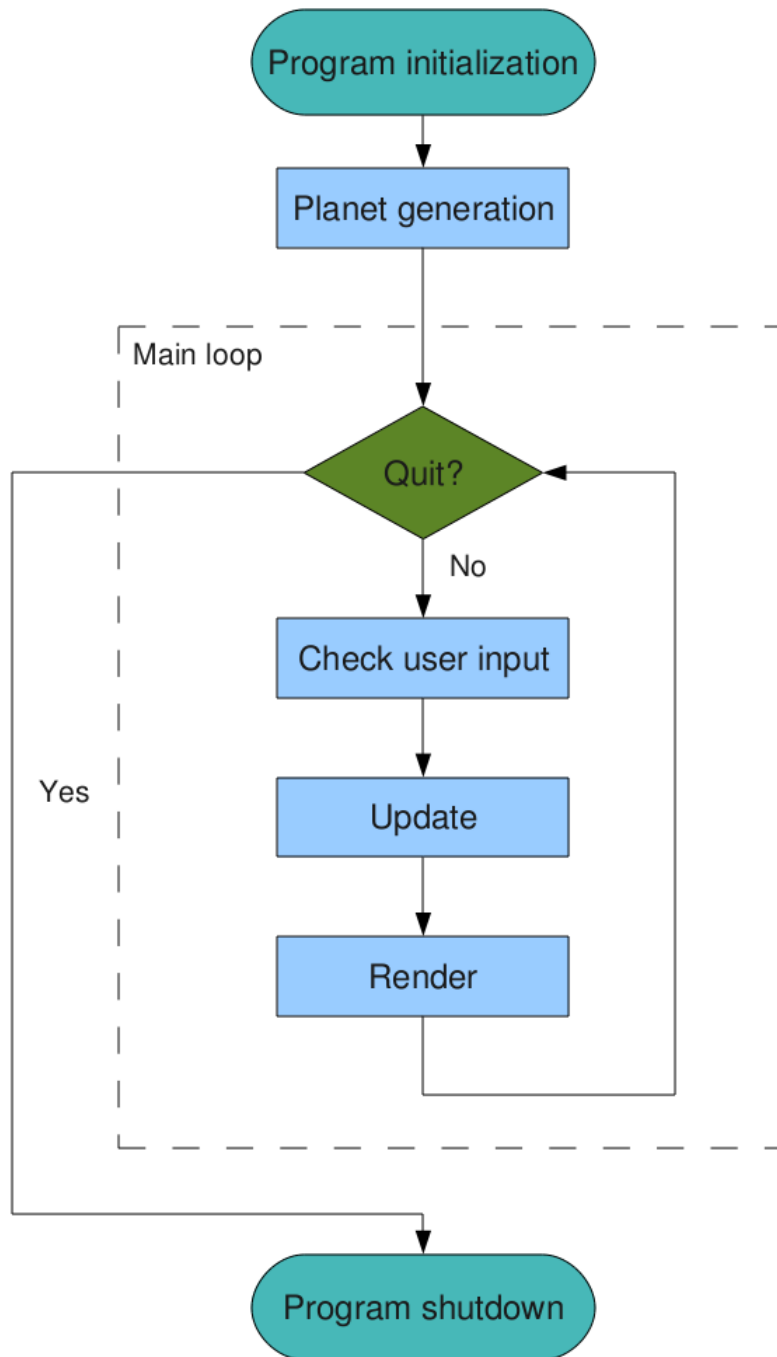 Program initialization
Planet generation
Main loop
Quit?
No
Check user input
Yes
Update
Render
Program shutdown